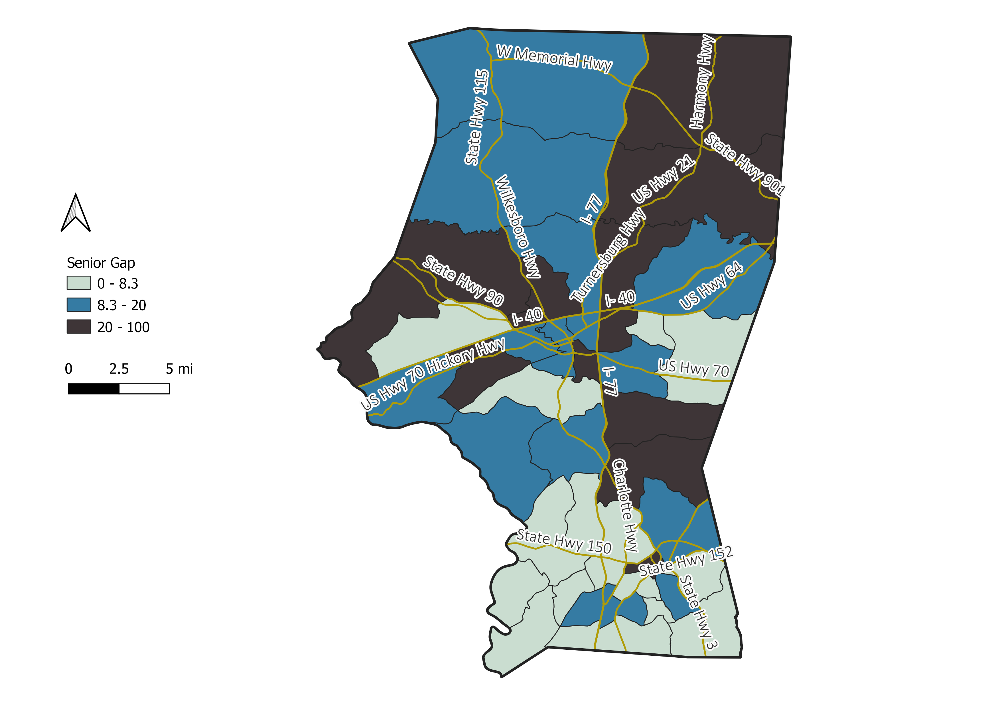 W Memorial Hwy
Harmony Hwy
State Hwy 115
State Hwy 901
US Hwy 21
Wilkesboro Hwy
I- 77
Turnersburg Hwy
State Hwy 90
US Hwy 64
I- 40
I- 40
US Hwy 70 Hickory Hwy
US Hwy 70
I- 77
Charlotte Hwy
State Hwy 150
State Hwy 152
State Hwy 3
Senior Gap
0 - 8.3
8.3 - 20
20 - 100
0 2.5 5 mi